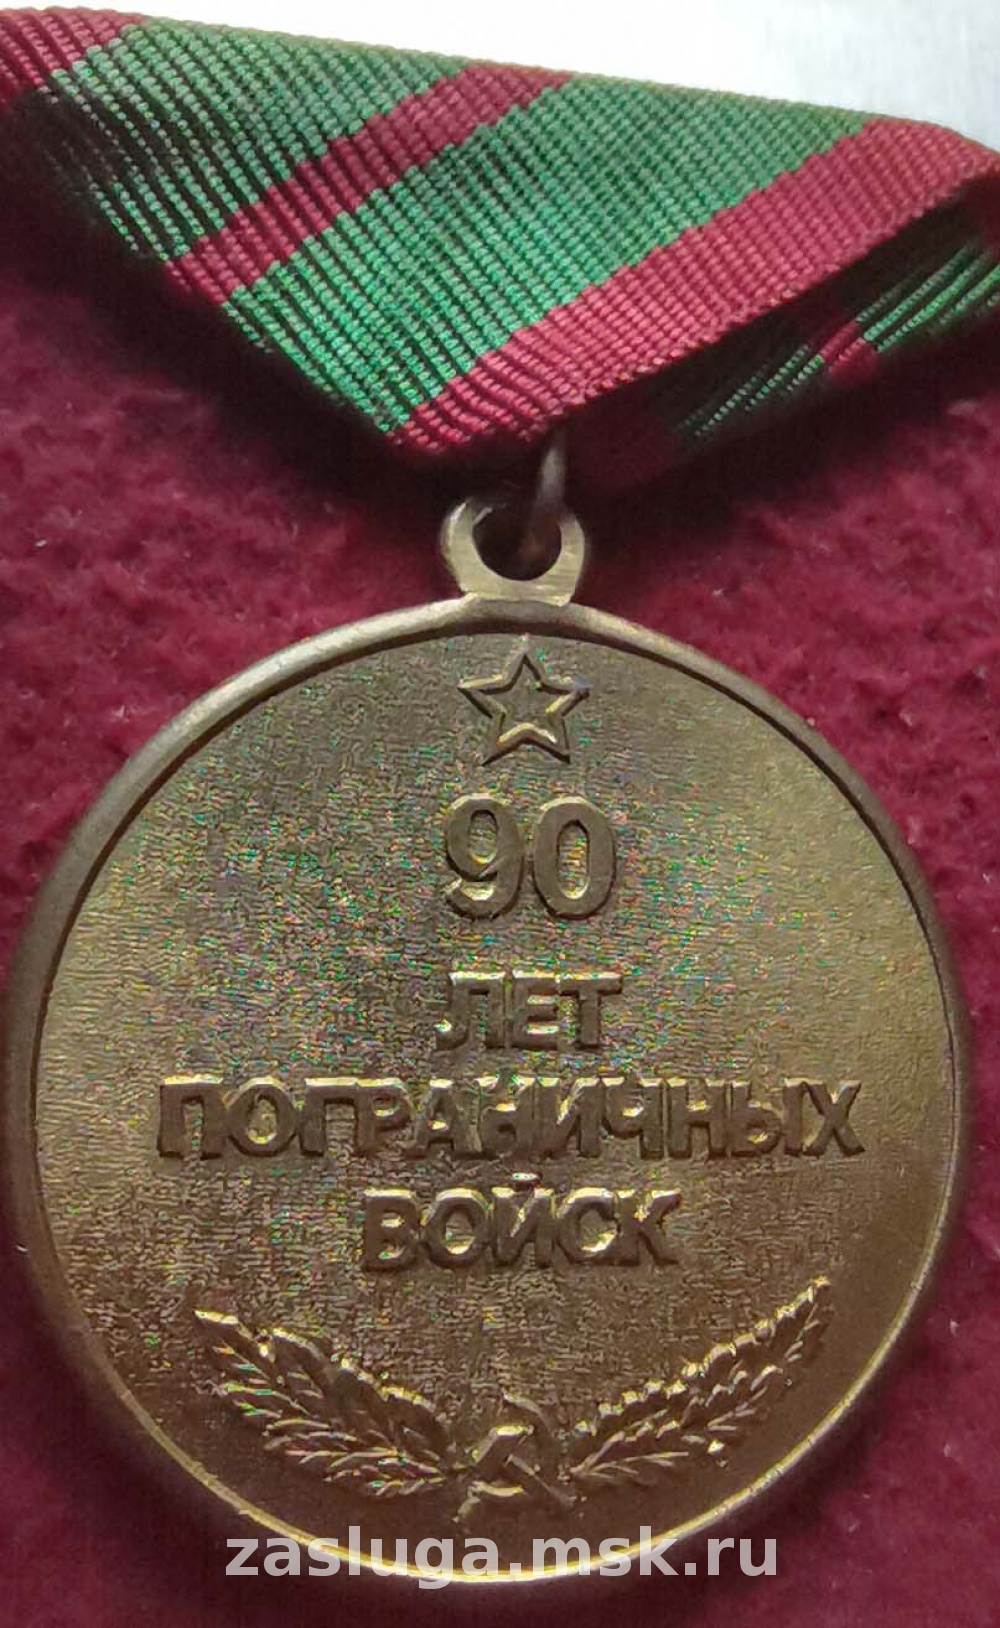 90
ЛЕТ
ПОГРАНИЧНЫХ
ВОЙСК
zasluga.msk.ru